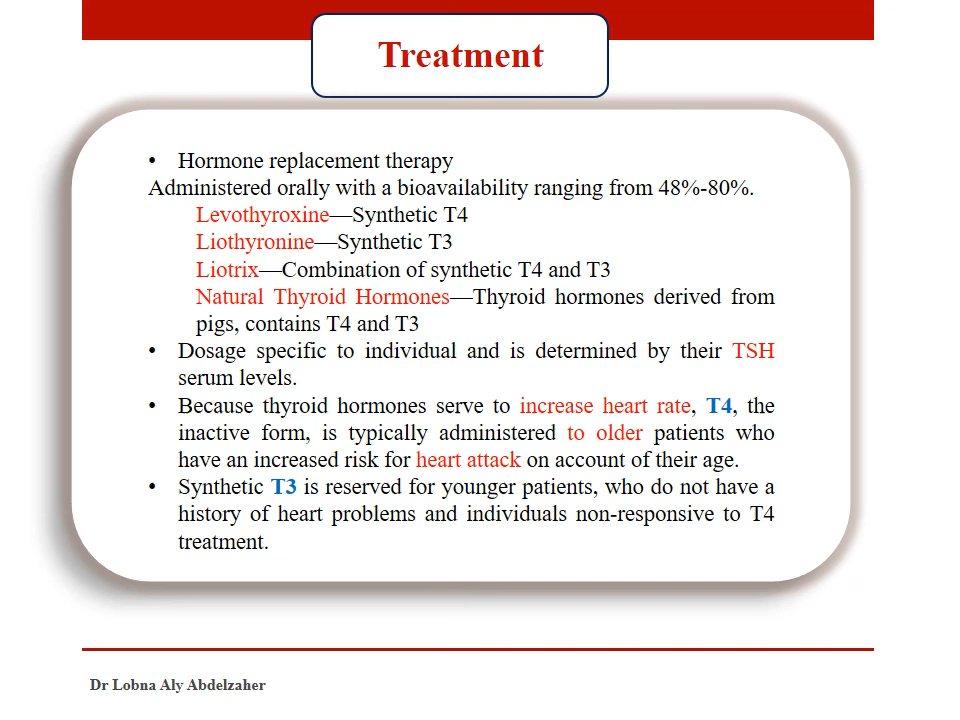 Treatment
• Hormone replacement therapy
Administered orally with a bioavailability ranging from 48%-80%.
Levothyroxine—Synthetic T4
Liothyronine—Synthetic T3
Liotrix—Combination of synthetic T4 and T3
Natural Thyroid Hormones—Thyroid hormones derived from
pigs, contains T4 and T3
• Dosage specific to individual and is determined by their TSH
serum levels.
• Because thyroid hormones serve to increase heart rate, T4, the
inactive form, is typically administered to older patients who
have an increased risk for heart attack on account of their age.
• Synthetic T3 is reserved for younger patients, who do not have a
history of heart problems and individuals non-responsive to T4
treatment.
Dr Lobna Aly Abdelzaher